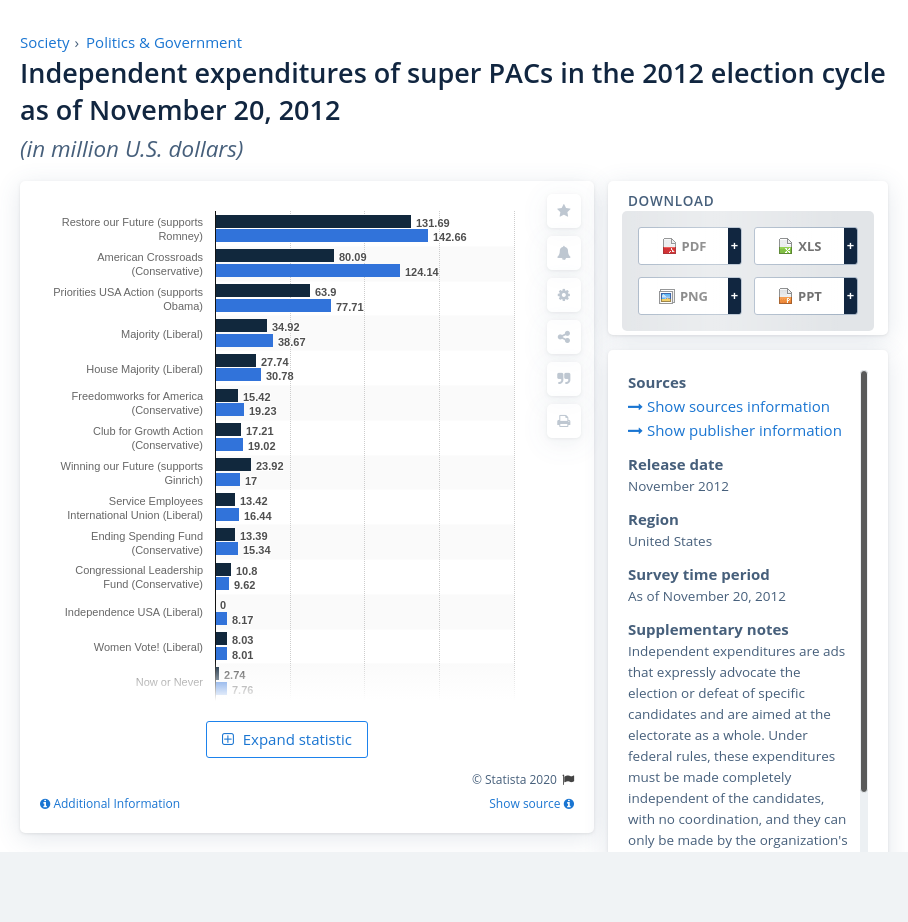 Society › Politics & Government
Independent expenditures of super PACs in the 2012 election cycle
as of November 20, 2012
(in million U.S. dollars)
Restore our Future (supports
Romney)
131.69
142.66
American Crossroads
(Conservative)
80.09
124.14
Priorities USA Action (supports
Obama)
63.9
77.71
Majority (Liberal)
34.92
38.67
House Majority (Liberal)
27.74
30.78
Freedomworks for America
(Conservative)
15.42
19.23
Club for Growth Action
(Conservative)
17.21
19.02
Winning our Future (supports
Ginrich)
23.92
17
Service Employees
International Union (Liberal)
13.42
16.44
Ending Spending Fund
(Conservative)
13.39
15.34
Congressional Leadership
Fund (Conservative)
10.8
9.62
Independence USA (Liberal)
0
8.17
Women Vote! (Liberal)
8.03
8.01
Now or Never
2.74
7.76
Expand statistic
© Statista 2020
Additional Information
Show source
DOWNLOAD
PDF +
XLS +
PNG +
PPT +
Sources
Show sources information
Show publisher information
Release date
November 2012
Region
United States
Survey time period
As of November 20, 2012
Supplementary notes
Independent expenditures are ads
that expressly advocate the
election or defeat of specific
candidates and are aimed at the
electorate as a whole. Under
federal rules, these expenditures
must be made completely
independent of the candidates,
with no coordination, and they can
only be made by the organization's